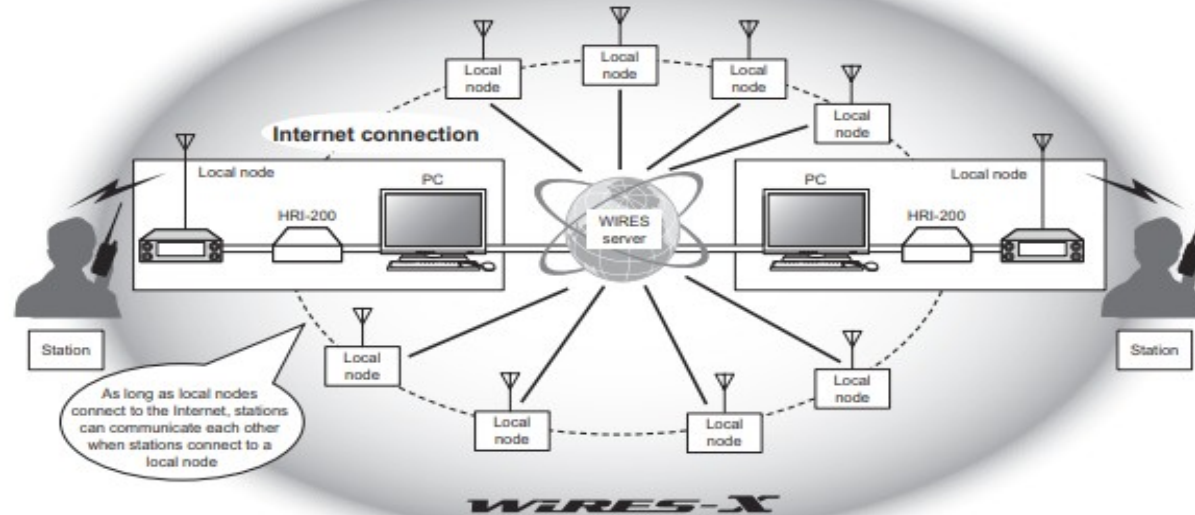 Local
node
Local
node
Local
node
Local
node
Internet connection
Local node
PC
HRI-200
WIRES
server
PC
Local node
HRI-200
Station
Station
As long as local nodes
connect to the Internet, stations
can communicate each other
when stations connect to a
local node
Local
node
Local
node
Local
node
Local
node
WIRES-X